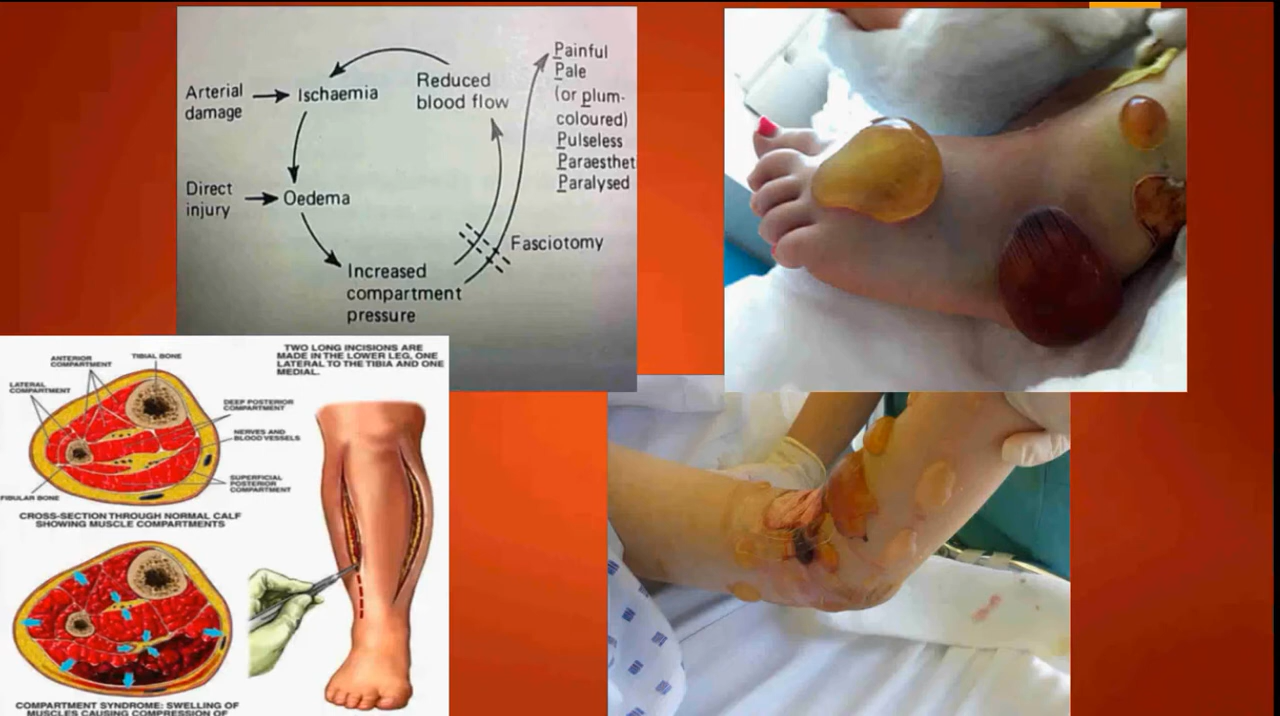 Arterial
damage
Ischaemia
Reduced
blood flow
Direct
injury
Oedema
Increased
compartment
pressure
Fasciotomy
Painful
Pale
(or plum-
coloured)
Pulseless
Paraesthet
Paralysed
TWO LONG INCISIONS ARE
MADE IN THE LOWER LEG, ONE
LATERAL TO THE TIBIA AND ONE
MEDIAL.
ANTERIOR
COMPARTMENT
TIBIAL BONE
LATERAL
COMPARTMENT
DEEP POSTERIOR
COMPARTMENT
NERVES AND
BLOOD VESSELS
SUPERFICIAL
POSTERIOR
COMPARTMENT
FIBULAR BONE
CROSS-SECTION THROUGH NORMAL CALF
SHOWING MUSCLE COMPARTMENTS
COMPARTMENT SYNDROME: SWELLING OF
MUSCLES CAUSING COMPRESSION OF